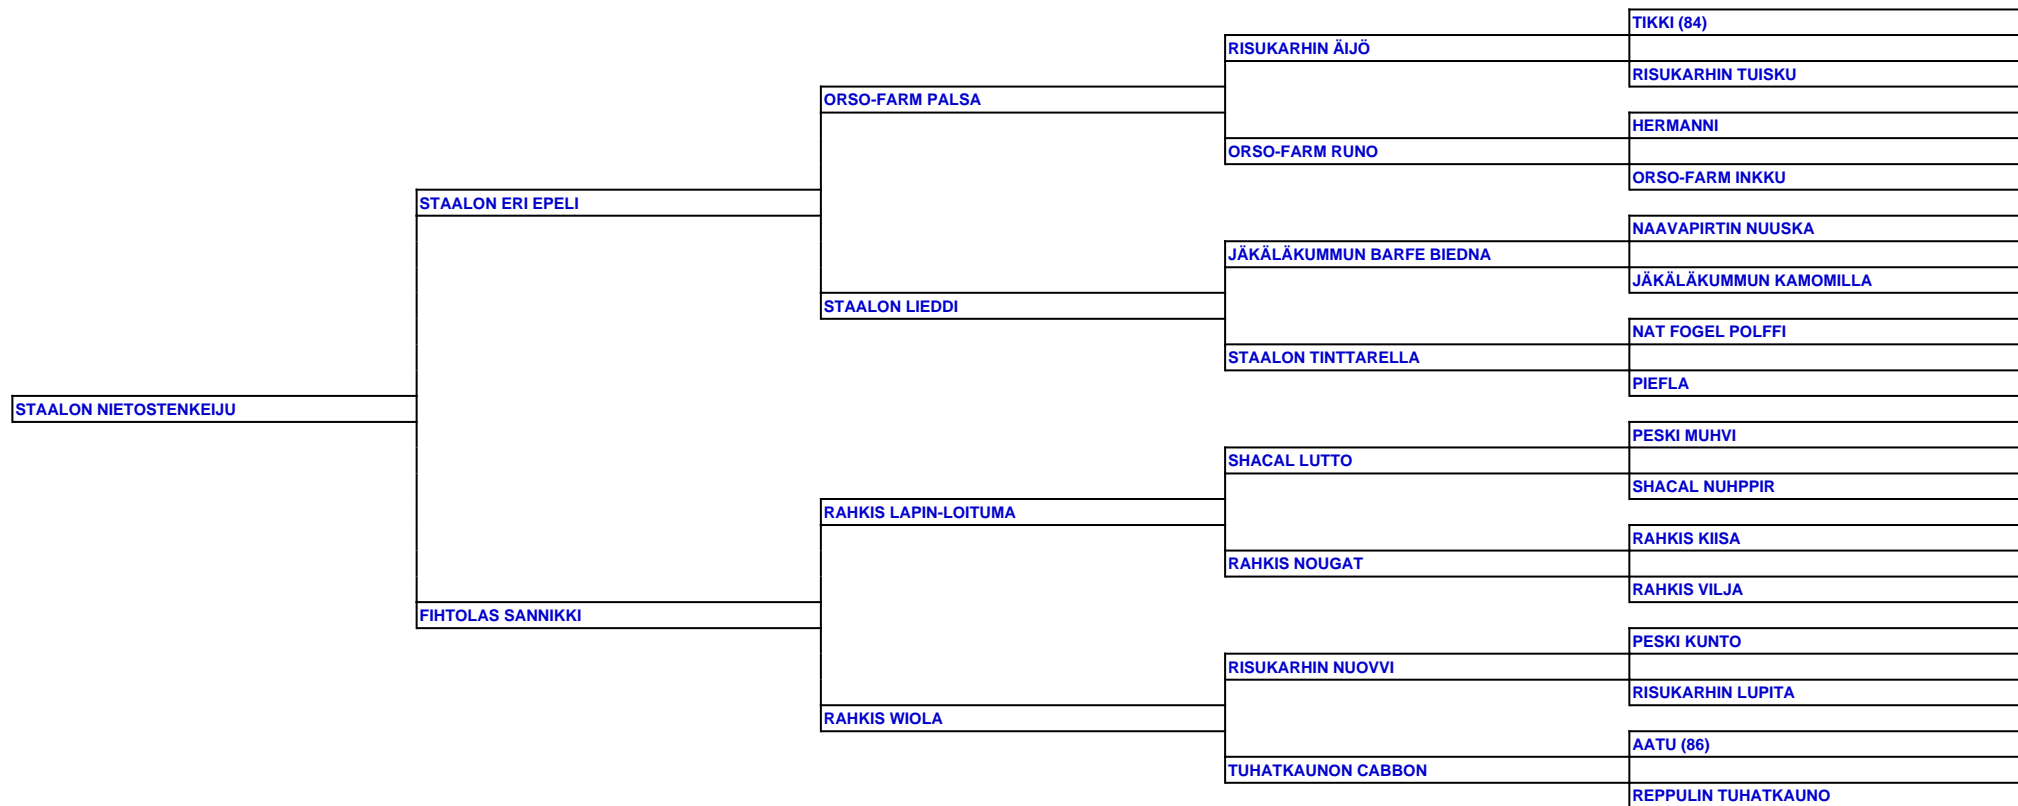 TIKKI (84)
RISUKARHIN ÄIJÖ
RISUKARHIN TUISKU
ORSO-FARM PALSA
HERMANNI
ORSO-FARM RUNO
ORSO-FARM INKKU
STAALON ERI EPELI
NAAVAPIRTIN NUUSKA
JÄKÄLÄKUMMUN BARFE BIEDNA
JÄKÄLÄKUMMUN KAMOMILLA
STAALON LIEDDI
NAT FOGEL POLFFI
STAALON TINTTARELLA
PIEFLA
STAALON NIETOSTENKEIJU
PESKI MUHVI
SHACAL LUTTO
SHACAL NUHPPIR
RAHKIS LAPIN-LOITUMA
RAHKIS KIISA
RAHKIS NOUGAT
RAHKIS VILJA
FIHTOLAS SANNIKKI
PESKI KUNTO
RISUKARHIN NUOVVI
RISUKARHIN LUPITA
RAHKIS WIOLA
AATU (86)
TUHATKAUNON CABBON
REPPULIN TUHATKAUNO